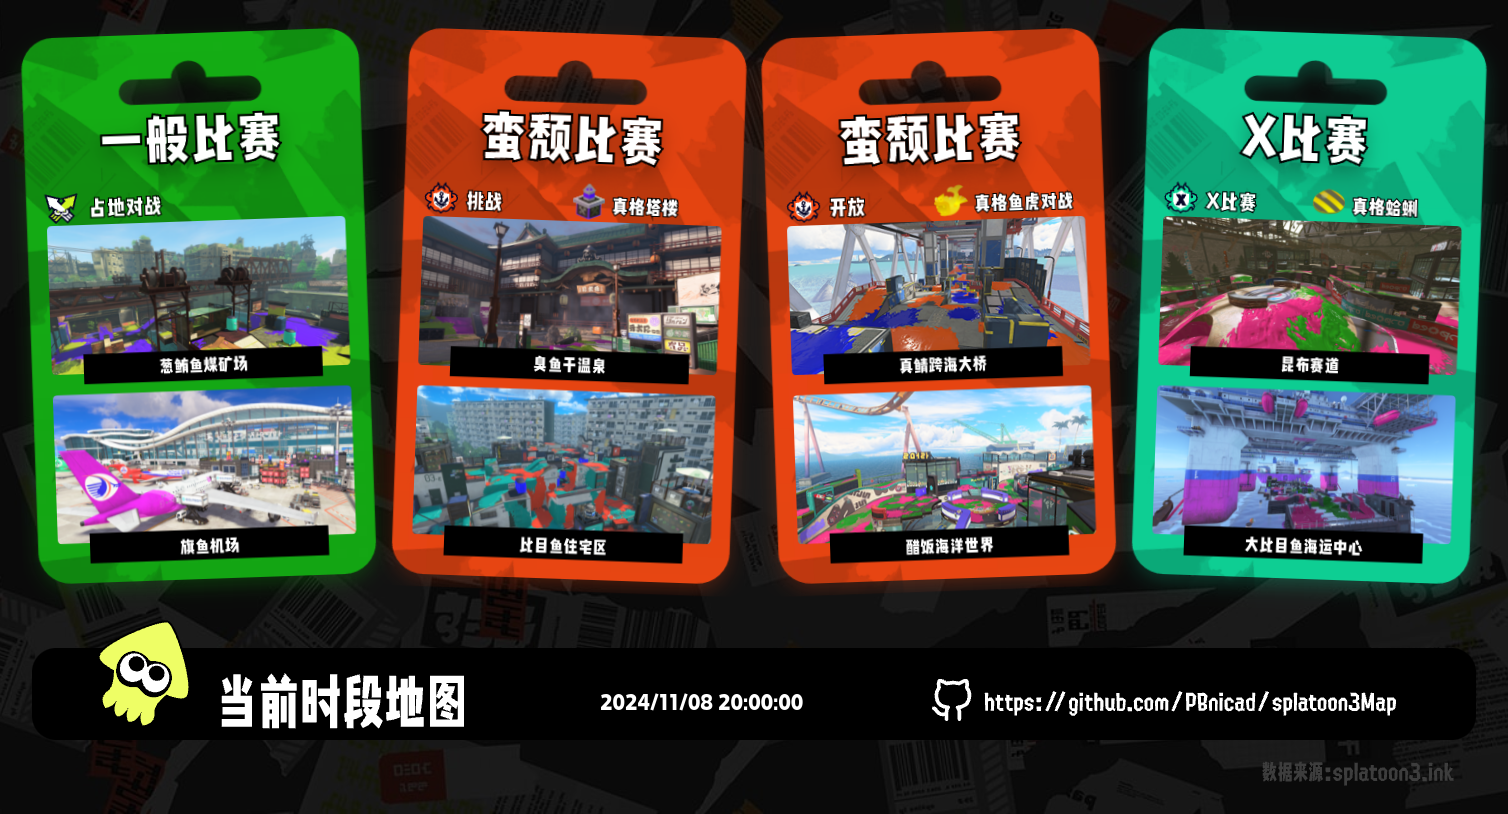 一般比赛
占地对战
葱鲔鱼煤矿场
旗鱼机场
蛮颓比赛
挑战
真格塔楼
臭鱼干温泉
比目鱼住宅区
蛮颓比赛
开放
真格鱼虎对战
真鲭跨海大桥
醋饭海洋世界
X比赛
X比赛
真格蛤蜊
昆布赛道
大比目鱼海运中心
当前时段地图
2024/11/08 20:00:00
https://github.com/PBnicad/splatoon3Map
数据来源:splatoon3.ink